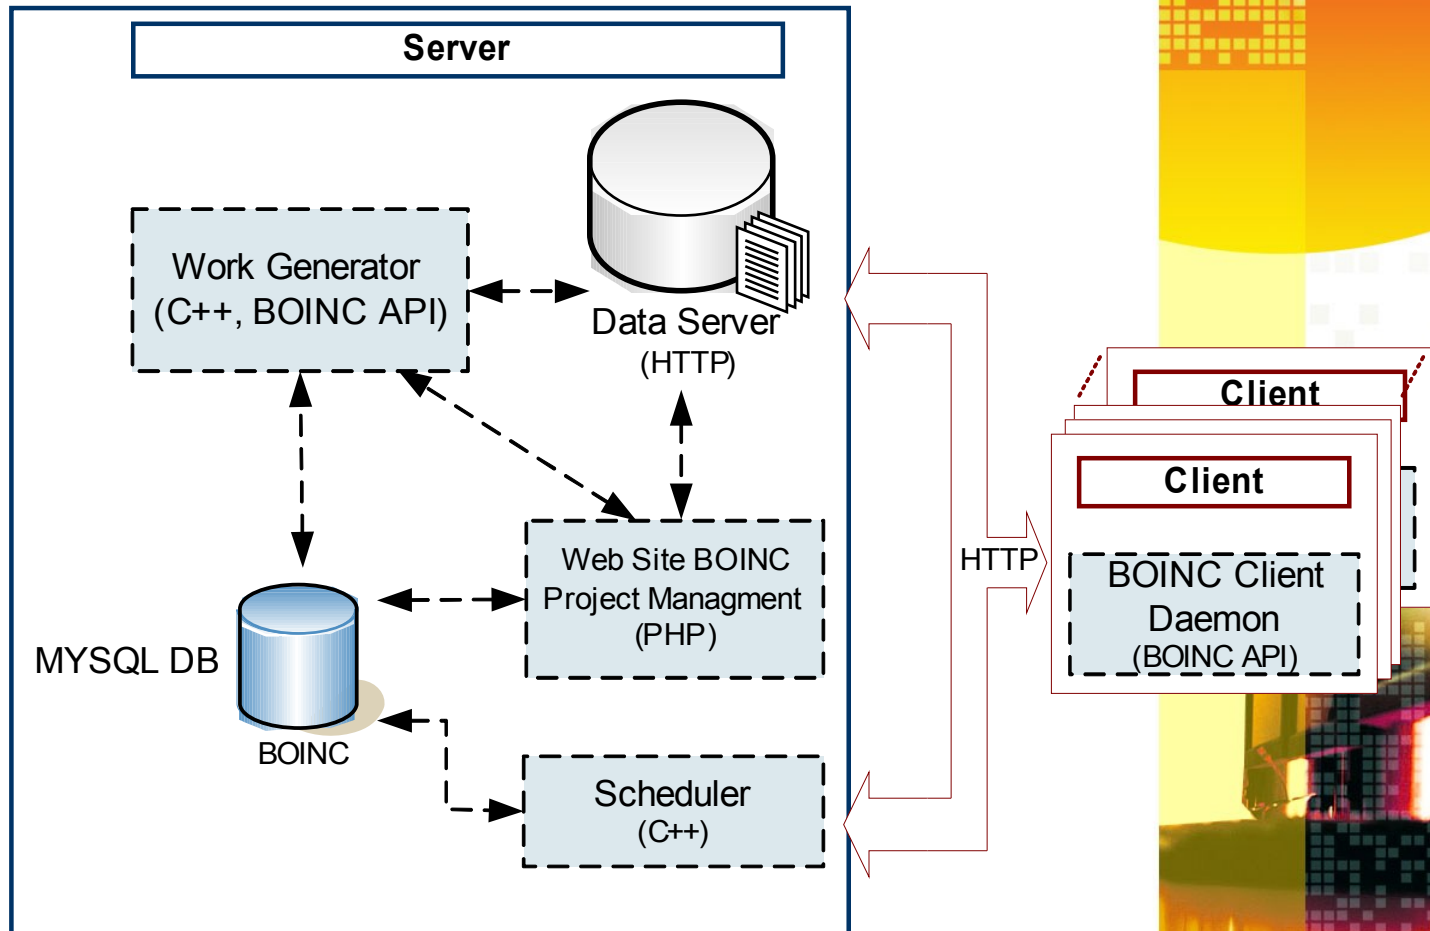 Server
Work Generator
(C++, BOINC API)
Data Server
(HTTP)
Web Site BOINC
Project Managment
(PHP)
MYSQL DB
BOINC
Scheduler
(C++)
HTTP
Client
Client
BOINC Client
Daemon
(BOINC API)